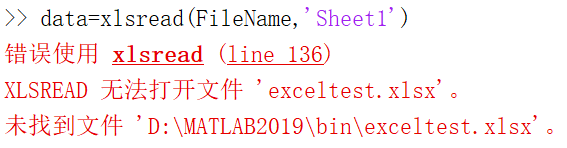 >> data=xlsread(FileName,'Sheet1')
错误使用 xlsread (line 136)
XLSREAD 无法打开文件 'exceltest.xlsx'。
未找到文件 'D:\MATLAB2019\bin\exceltest.xlsx'。